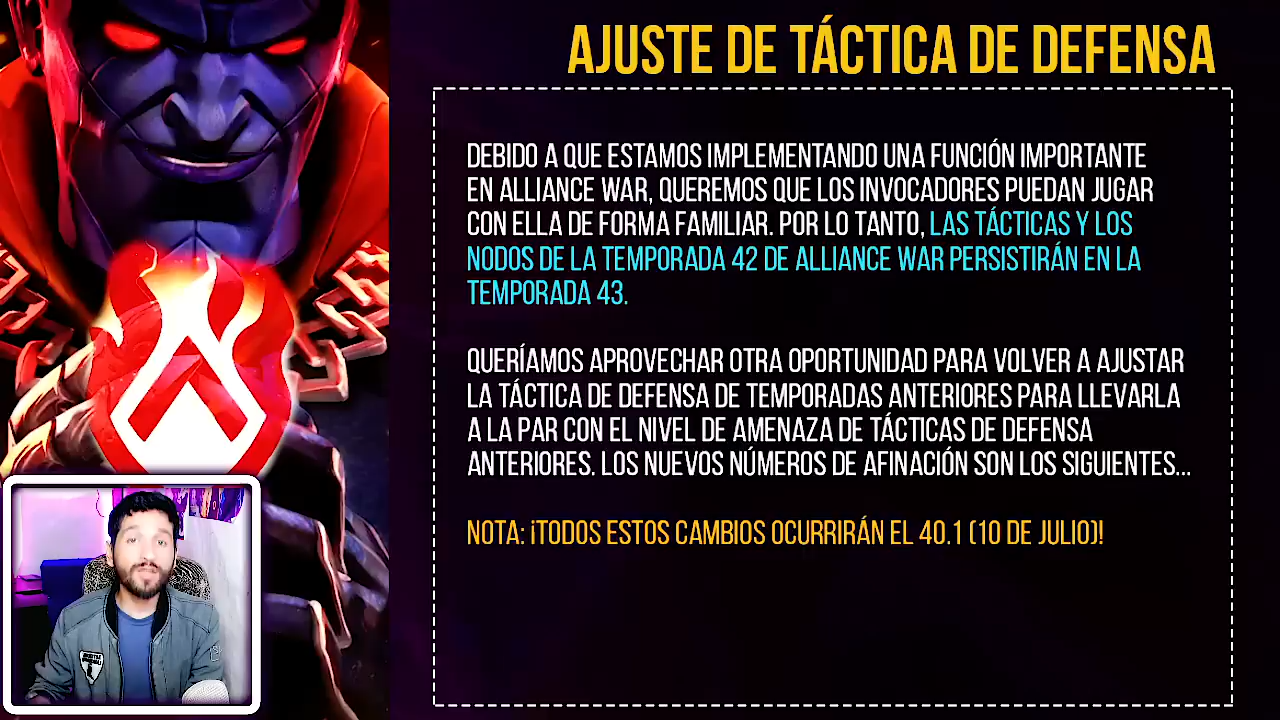 AJUSTE DE TÁCTICA DE DEFENSA
DEBIDO A QUE ESTAMOS IMPLEMENTANDO UNA FUNCIÓN IMPORTANTE
EN ALLIANCE WAR, QUEREMOS QUE LOS INVOCADORES PUEDAN JUGAR
CON ELLA DE FORMA FAMILIAR. POR LO TANTO, LAS TÁCTICAS Y LOS
NODOS DE LA TEMPORADA 42 DE ALLIANCE WAR PERSISTIRÁN EN LA
TEMPORADA 43.
QUERÍAMOS APROVECHAR OTRA OPORTUNIDAD PARA VOLVER A AJUSTAR
LA TÁCTICA DE DEFENSA DE TEMPORADAS ANTERIORES PARA LLEVARLA
A LA PAR CON EL NIVEL DE AMENAZA DE TÁCTICAS DE DEFENSA
ANTERIORES. LOS NUEVOS NÚMEROS DE AFINACIÓN SON LOS SIGUIENTES...
NOTA: ¡TODOS ESTOS CAMBIOS OCURRIRÁN EL 40.1 (10 DE JULIO)!